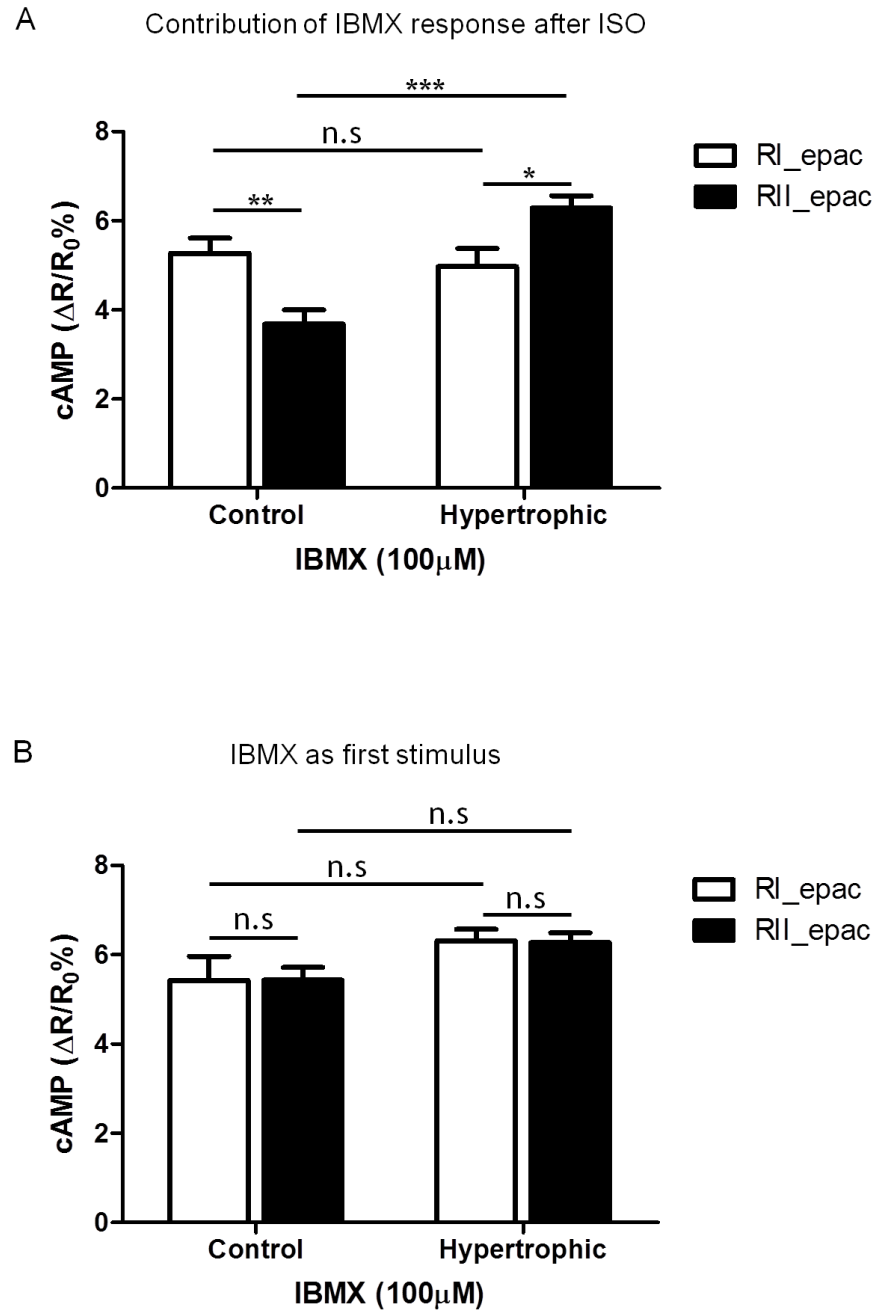 A
Contribution of IBMX response after ISO
***
n.s
**
*
RI_epac
RII_epac
cAMP (ΔR/R₀%)
8
6
4
2
0
Control
Hypertrophic
IBMX (100μM)
B
IBMX as first stimulus
n.s
n.s
n.s
n.s
RI_epac
RII_epac
cAMP (ΔR/R₀%)
8
6
4
2
0
Control
Hypertrophic
IBMX (100μM)